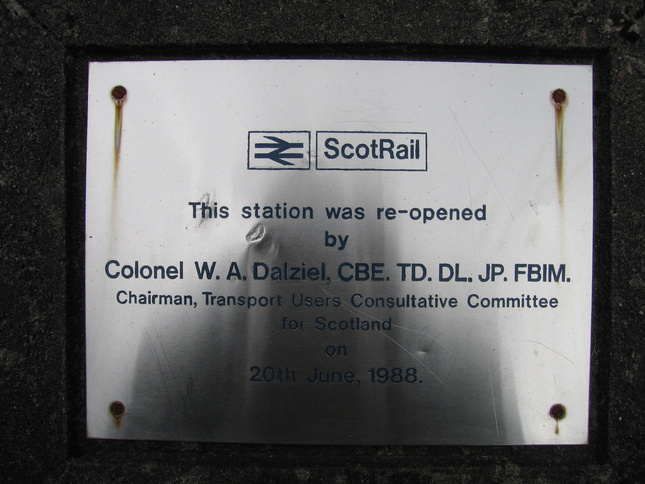 ScotRail
This station was re-opened
by
Colonel W. A. Dalziel, CBE. TD. DL. JP. FBIM.
Chairman, Transport Users Consultative Committee
for Scotland
on
20th June, 1988.